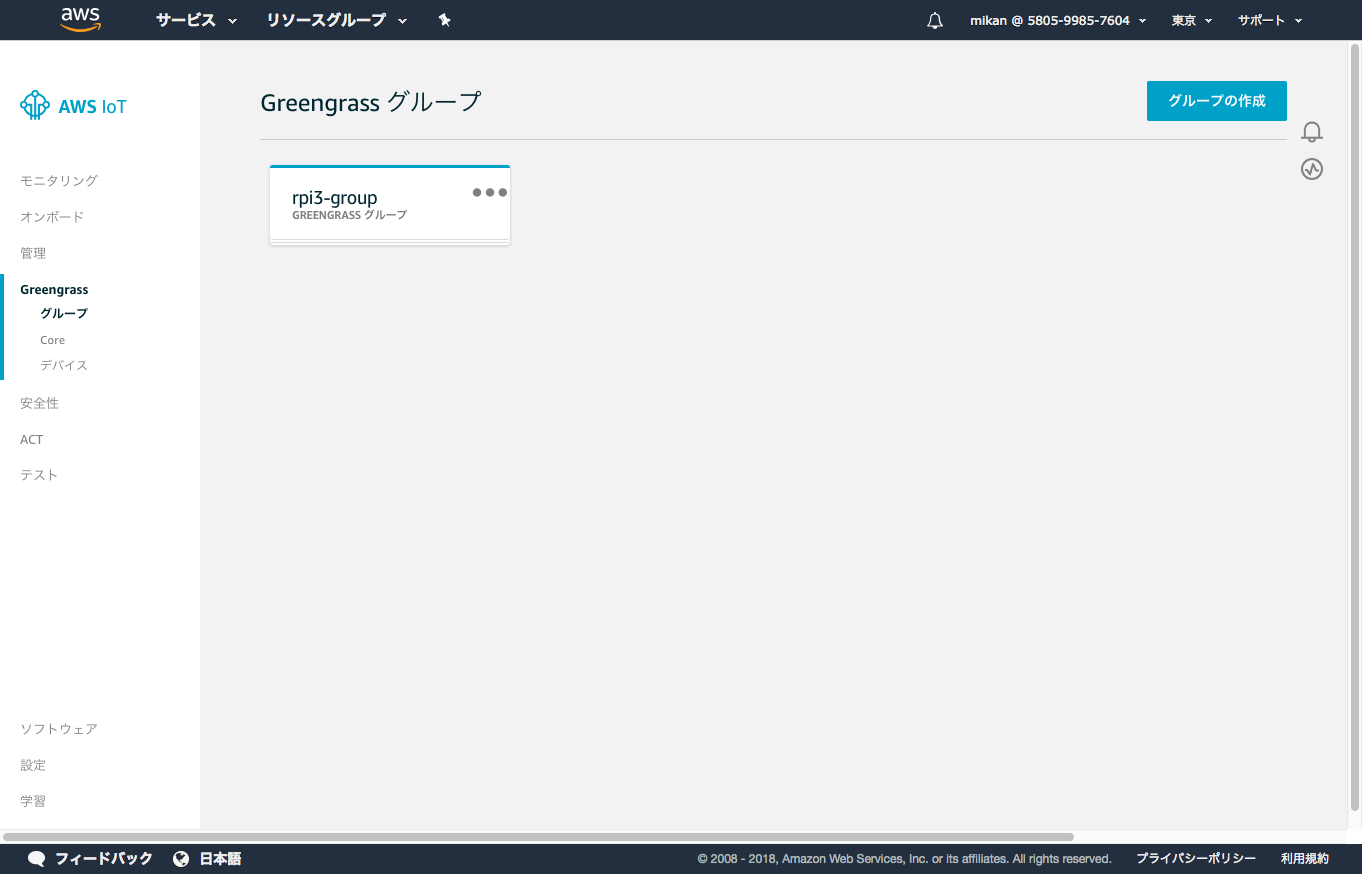 aws サービス リソースグループ mikan @ 5805-9985-7604 東京 サポート
AWS IoT
モニタリング
オンボード
管理
Greengrass
グループ
Core
デバイス
安全性
ACT
テスト
ソフトウェア
設定
学習
Greengrass グループ
グループの作成
rpi3-group
GREENGRASS グループ
フィードバック 日本語 © 2008 - 2018, Amazon Web Services, Inc. or its affiliates. All rights reserved. プライバシーポリシー 利用規約